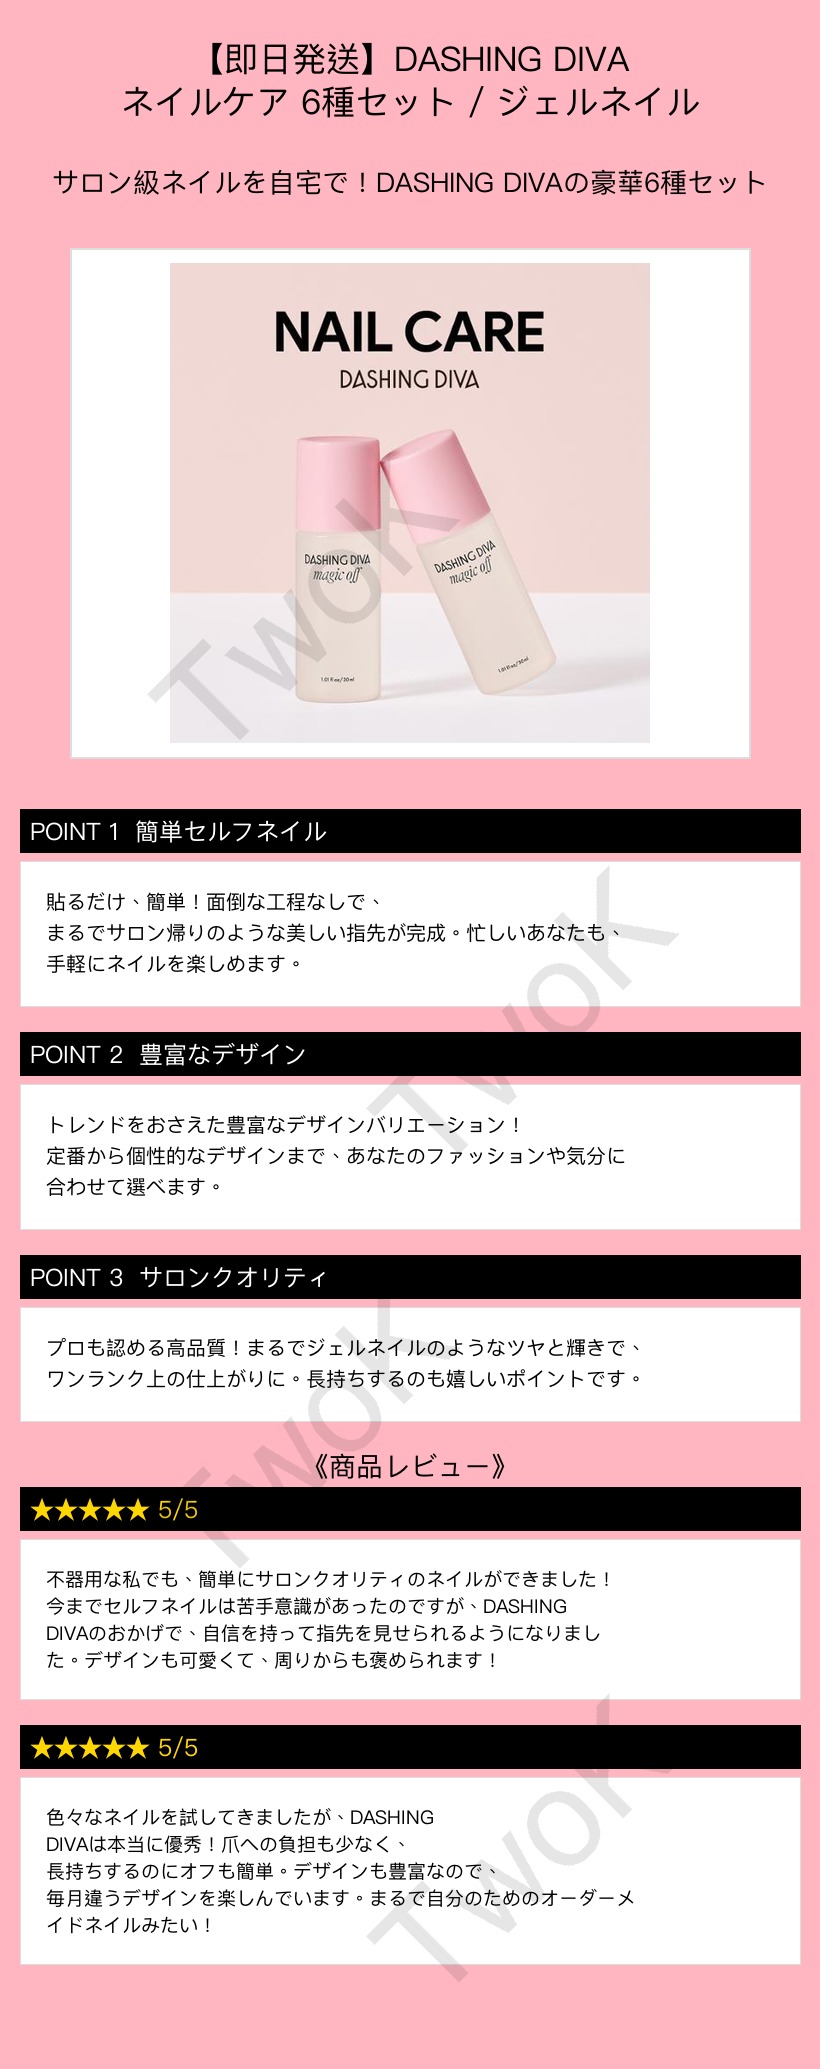 【即日発送】DASHING DIVA
ネイルケア 6種セット / ジェルネイル
サロン級ネイルを自宅で！DASHING DIVAの豪華6種セット
NAIL CARE
DASHING DIVA
DASHING DIVA
magic off
1.01 fl oz/30ml
DASHING DIVA
magic off
1.01 fl oz/30ml
TwoK
POINT 1 簡単セルフネイル
貼るだけ、簡単！面倒な工程なしで、
まるでサロン帰りのような美しい指先が完成。忙しいあなたも、
手軽にネイルを楽しめます。
TwoK
POINT 2 豊富なデザイン
トレンドをおさえた豊富なデザインバリエーション！
定番から個性的なデザインまで、あなたのファッションや気分に
合わせて選べます。
POINT 3 サロンクオリティ
プロも認める高品質！まるでジェルネイルのようなツヤと輝きで、
ワンランク上の仕上がりに。長持ちするのも嬉しいポイントです。
TwoK
《商品レビュー》
★★★★★ 5/5
不器用な私でも、簡単にサロンクオリティのネイルができました！
今までセルフネイルは苦手意識があったのですが、DASHING
DIVAのおかげで、自信を持って指先を見せられるようになりまし
た。デザインも可愛くて、周りからも褒められます！
★★★★★ 5/5
色々なネイルを試してきましたが、DASHING
DIVAは本当に優秀！爪への負担も少なく、
長持ちするのにオフも簡単。デザインも豊富なので、
毎月違うデザインを楽しんでいます。まるで自分のためのオーダーメ
イドネイルみたい！
TwoK